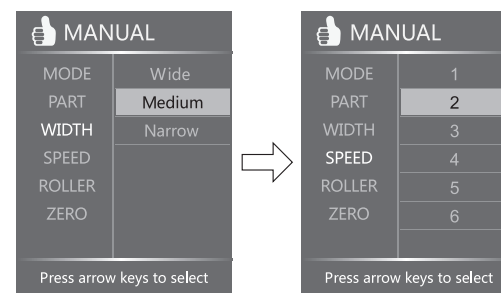 MANUAL
MODE Wide
PART Medium
WIDTH Narrow
SPEED
ROLLER
ZERO
Press arrow keys to select
MANUAL
MODE 1
PART 2
WIDTH 3
SPEED 4
ROLLER 5
ZERO 6
Press arrow keys to select